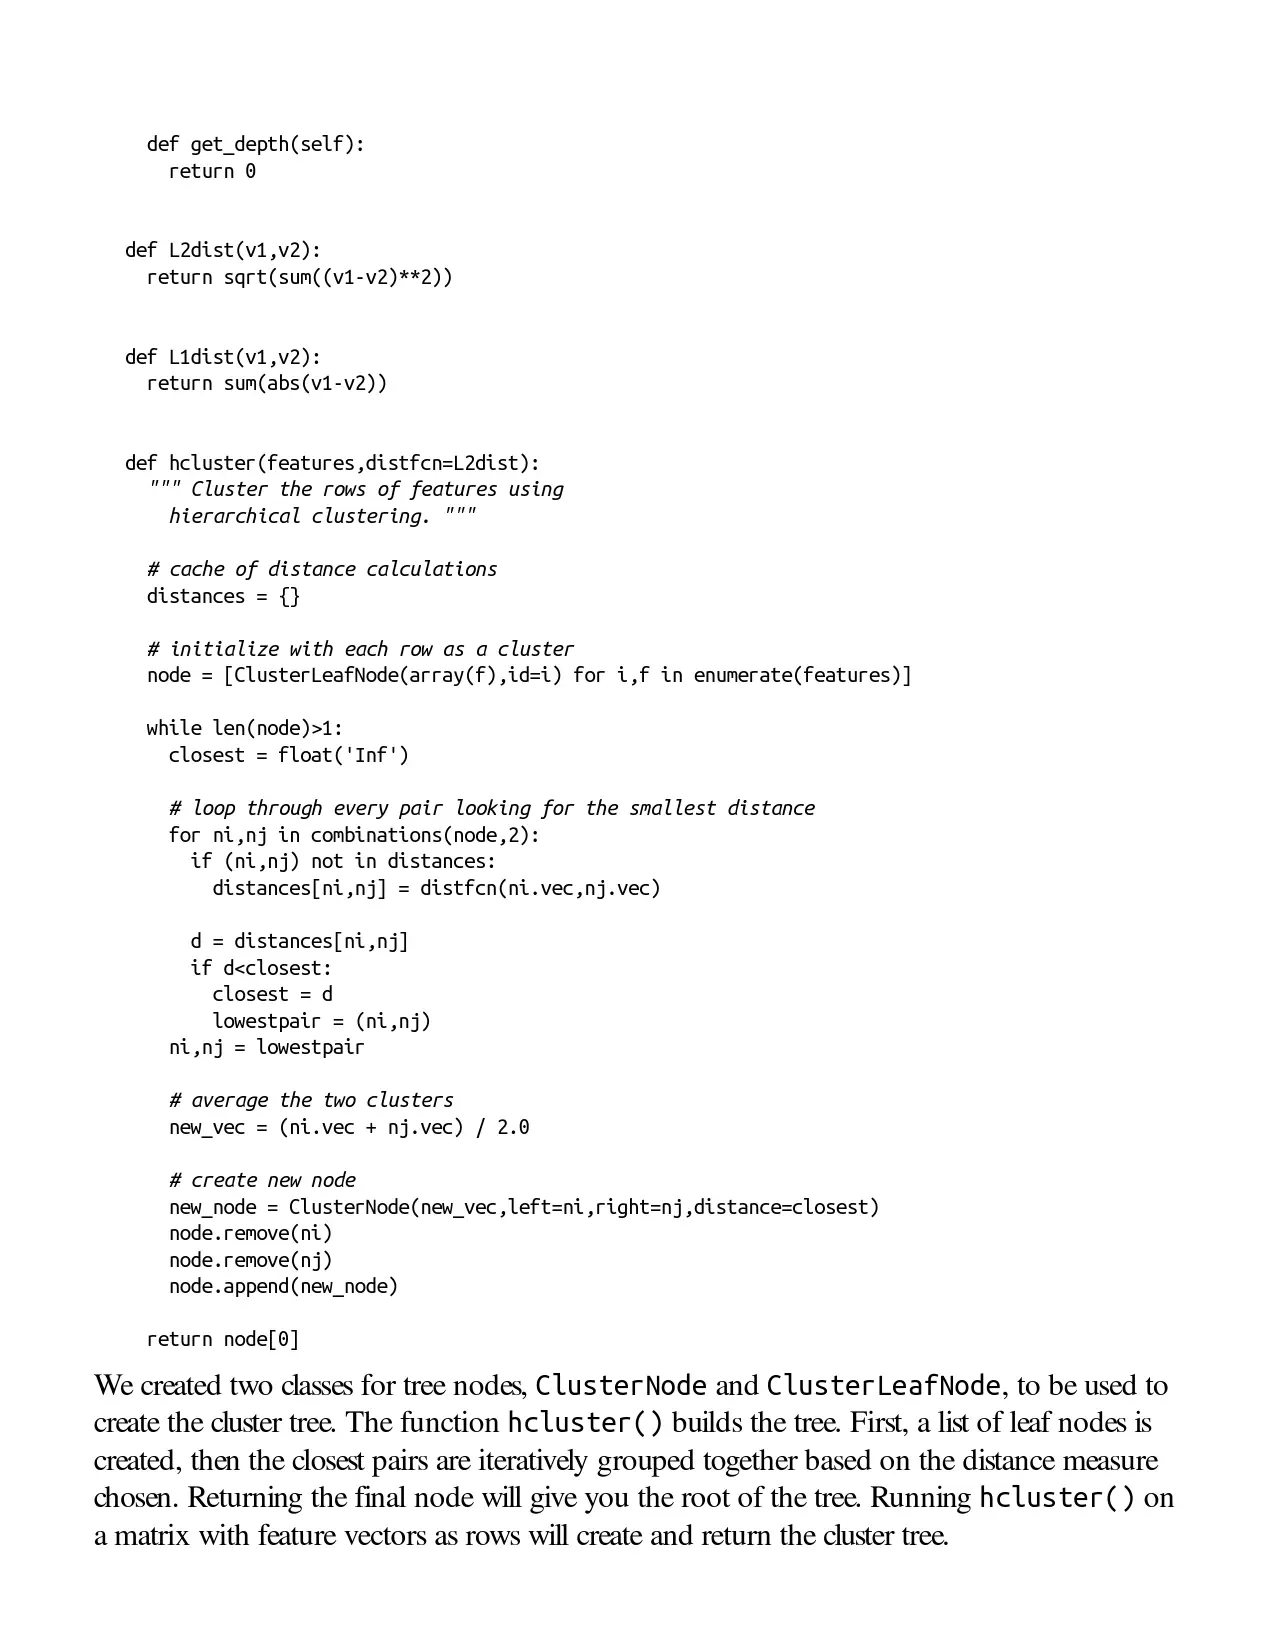 def get_depth(self):
return 0
def L2dist(v1,v2):
return sqrt(sum((v1-v2)**2))
def L1dist(v1,v2):
return sum(abs(v1-v2))
def hcluster(features,distfcn=L2dist):
""" Cluster the rows of features using
hierarchical clustering. """
# cache of distance calculations
distances = {}
# initialize with each row as a cluster
node = [ClusterLeafNode(array(f),id=i) for i,f in enumerate(features)]
while len(node)>1:
closest = float('Inf')
# loop through every pair looking for the smallest distance
for ni,nj in combinations(node,2):
if (ni,nj) not in distances:
distances[ni,nj] = distfcn(ni.vec,nj.vec)
d = distances[ni,nj]
if d<closest:
closest = d
lowestpair = (ni,nj)
ni,nj = lowestpair
# average the two clusters
new_vec = (ni.vec + nj.vec) / 2.0
# create new node
new_node = ClusterNode(new_vec,left=ni,right=nj,distance=closest)
node.remove(ni)
node.remove(nj)
node.append(new_node)
return node[0]
We created two classes for tree nodes, ClusterNode and ClusterLeafNode, to be used to
create the cluster tree. The function hcluster() builds the tree. First, a list of leaf nodes is
created, then the closest pairs are iteratively grouped together based on the distance measure
chosen. Returning the final node will give you the root of the tree. Running hcluster() on
a matrix with feature vectors as rows will create and return the cluster tree.